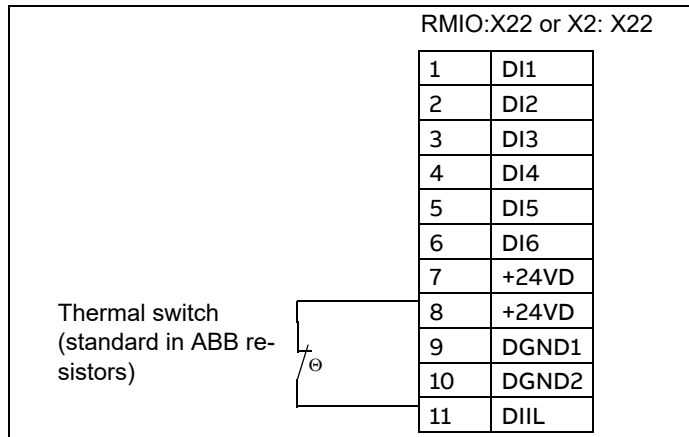 RMIO:X22 or X2: X22
1 DI1
2 DI2
3 DI3
4 DI4
5 DI5
6 DI6
7 +24VD
8 +24VD
9 DGND1
10 DGND2
11 DIIL
Thermal switch
(standard in ABB re-
sistors)
Θ